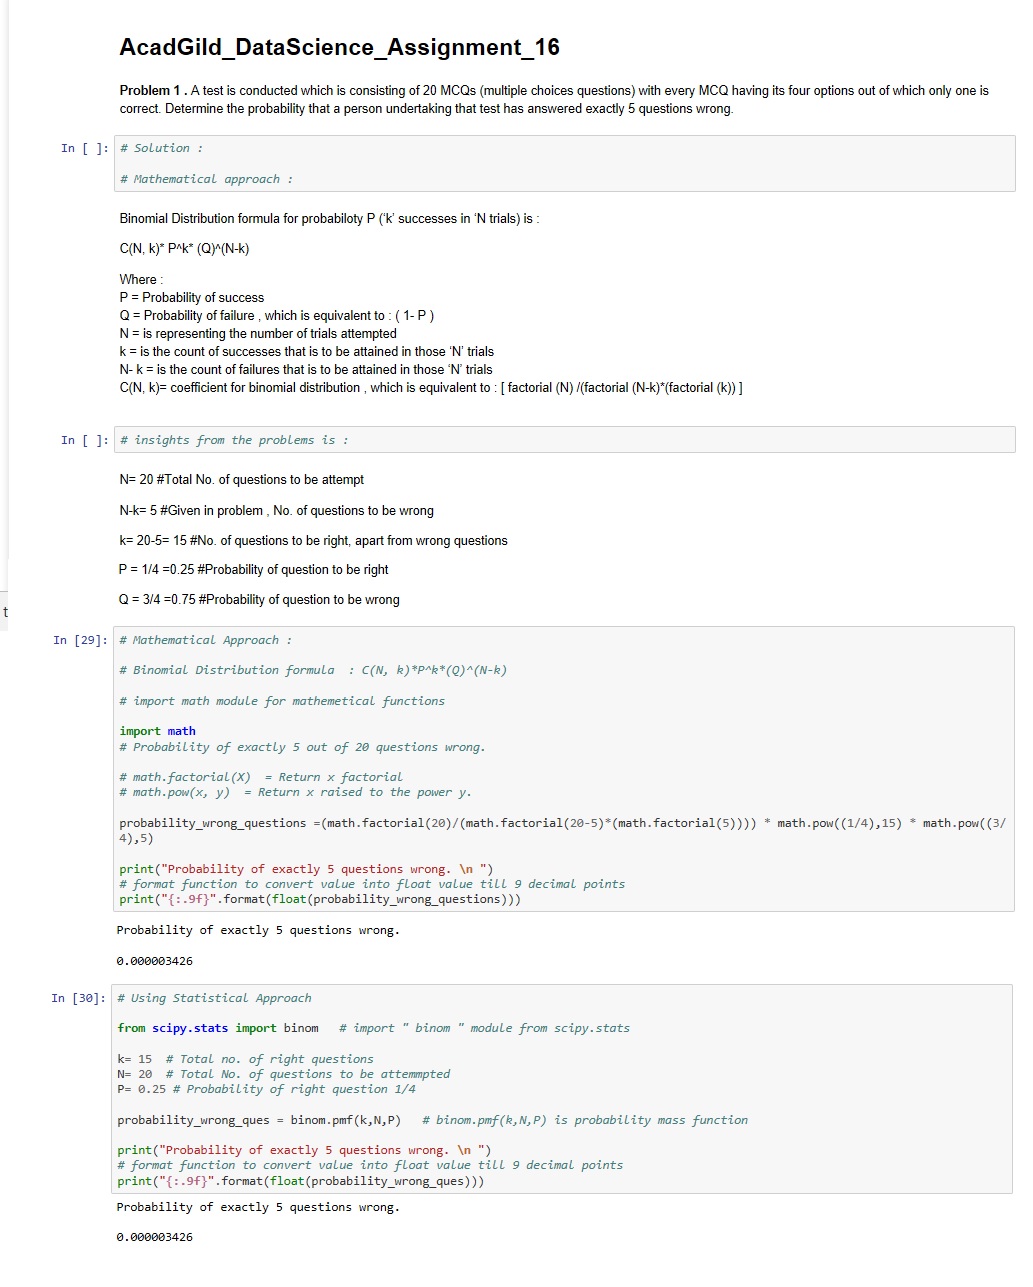 AcadGild_DataScience_Assignment_16
Problem 1 . A test is conducted which is consisting of 20 MCQs (multiple choices questions) with every MCQ having its four options out of which only one is
correct. Determine the probability that a person undertaking that test has answered exactly 5 questions wrong.
In [ ]: # Solution :
# Mathematical approach :
Binomial Distribution formula for probabiloty P (‘k’ successes in ‘N trials) is :
C(N, k)* P^k* (Q)^(N-k)
Where :
P = Probability of success
Q = Probability of failure , which is equivalent to : ( 1- P )
N = is representing the number of trials attempted
k = is the count of successes that is to be attained in those ‘N’ trials
N- k = is the count of failures that is to be attained in those ‘N’ trials
C(N, k)= coefficient for binomial distribution , which is equivalent to : [ factorial (N) /(factorial (N-k)*(factorial (k)) ]
In [ ]: # insights from the problems is :
N= 20 #Total No. of questions to be attempt
N-k= 5 #Given in problem , No. of questions to be wrong
k= 20-5= 15 #No. of questions to be right, apart from wrong questions
P = 1/4 =0.25 #Probability of question to be right
Q = 3/4 =0.75 #Probability of question to be wrong
t
In [29]: # Mathematical Approach :
# Binomial Distribution formula  : C(N, k)*P^k*(Q)^(N-k)
# import math module for mathemetical functions
import math
# Probability of exactly 5 out of 20 questions wrong.
# math.factorial(X)  = Return x factorial
# math.pow(x, y)  = Return x raised to the power y.
probability_wrong_questions =(math.factorial(20)/(math.factorial(20-5)*(math.factorial(5)))) * math.pow((1/4),15) * math.pow((3/
4),5)
print("Probability of exactly 5 questions wrong. \n ")
# format function to convert value into float value till 9 decimal points
print("{:.9f}".format(float(probability_wrong_questions)))
Probability of exactly 5 questions wrong.
0.000003426
In [30]: # Using Statistical Approach
from scipy.stats import binom   # import " binom " module from scipy.stats
k= 15  # Total no. of right questions
N= 20  # Total No. of questions to be attemmpted
P= 0.25 # Probability of right question 1/4
probability_wrong_ques = binom.pmf(k,N,P)   # binom.pmf(k,N,P) is probability mass function
print("Probability of exactly 5 questions wrong. \n ")
# format function to convert value into float value till 9 decimal points
print("{:.9f}".format(float(probability_wrong_ques)))
Probability of exactly 5 questions wrong.
0.000003426